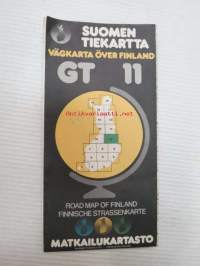 SUOMEN
TIEKARTTA
VÄGKARTA ÖVER FINLAND
GT 11
ROAD MAP OF FINLAND
FINNISCHE STRASSENKARTE
MATKAILUKARTASTO